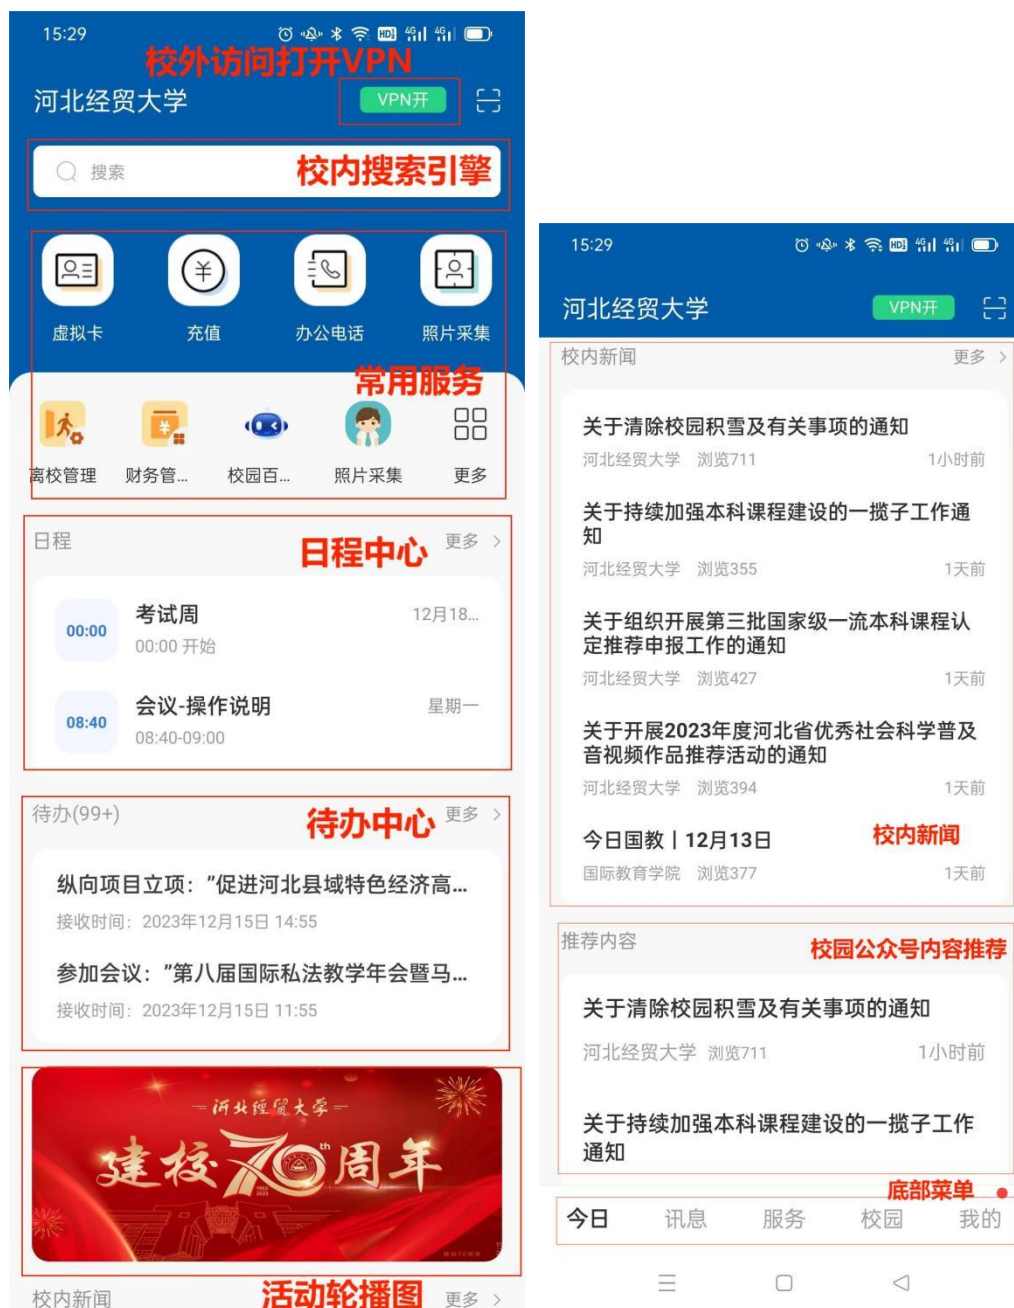 15:29
校外访问打开VPN
河北经贸大学 VPN开
搜索 校内搜索引擎
虚拟卡 充值 办公电话 照片采集
常用服务
离校管理 财务管... 校园百... 照片采集 更多
日程 日程中心 更多 >
00:00 考试周 12月18...
00:00 开始
08:40 会议-操作说明 星期一
08:40-09:00
待办(99+) 待办中心 更多 >
纵向项目立项："促进河北县域特色经济高...
接收时间：2023年12月15日 14:55
参加会议："第八届国际私法教学年会暨马...
接收时间：2023年12月15日 11:55
河北经贸大学
建校70th周年
校内新闻 活动轮播图 更多 >
15:29
河北经贸大学 VPN开
校内新闻 更多 >
关于清除校园积雪及有关事项的通知
河北经贸大学 浏览711 1小时前
关于持续加强本科课程建设的一揽子工作通
知
河北经贸大学 浏览355 1天前
关于组织开展第三批国家级一流本科课程认
定推荐申报工作的通知
河北经贸大学 浏览427 1天前
关于开展2023年度河北省优秀社会科学普及
音视频作品推荐活动的通知
河北经贸大学 浏览394 1天前
今日国教丨12月13日 校内新闻
国际教育学院 浏览377 1天前
推荐内容 校园公众号内容推荐
关于清除校园积雪及有关事项的通知
河北经贸大学 浏览711 1小时前
关于持续加强本科课程建设的一揽子工作
通知
底部菜单
今日 讯息 服务 校园 我的